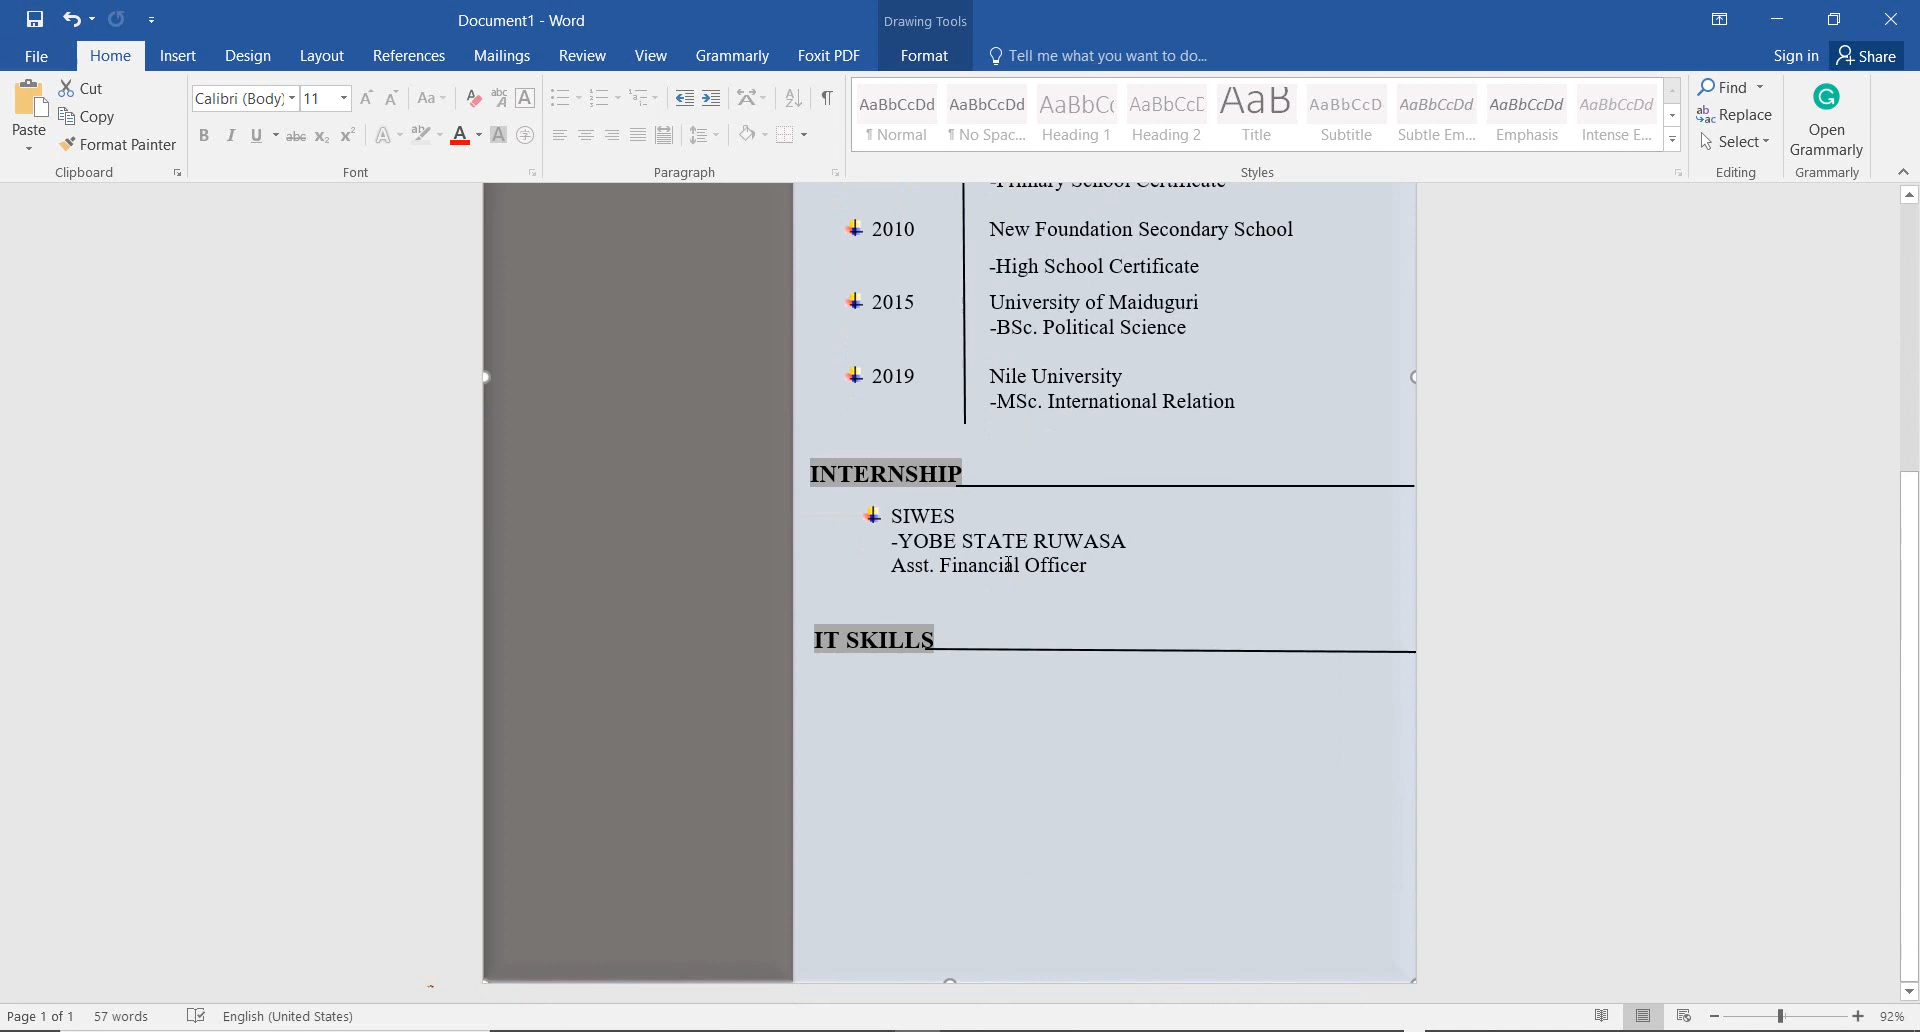 Document1 - Word
Drawing Tools
File Home Insert Design Layout References Mailings Review View Grammarly Foxit PDF Format Tell me what you want to do... Sign in Share
Paste
Cut
Copy
Format Painter
Clipboard
Calibri (Body) 11
Font
Paragraph
AaBbCcDd AaBbCcDd AaBbCc AaBbCcE AaB AaBbCcD AaBbCcDd AaBbCcDd AaBbCcDd
¶ Normal ¶ No Spac... Heading 1 Heading 2 Title Subtitle Subtle Em... Emphasis Intense E...
Styles
Find
Replace
Select
Editing
Open
Grammarly
Grammarly
-Primary School Certificate
2010 New Foundation Secondary School
-High School Certificate
2015 University of Maiduguri
-BSc. Political Science
2019 Nile University
-MSc. International Relation
INTERNSHIP
SIWES
-YOBE STATE RUWASA
Asst. Financial Officer
IT SKILLS
Page 1 of 1 57 words English (United States) 92%